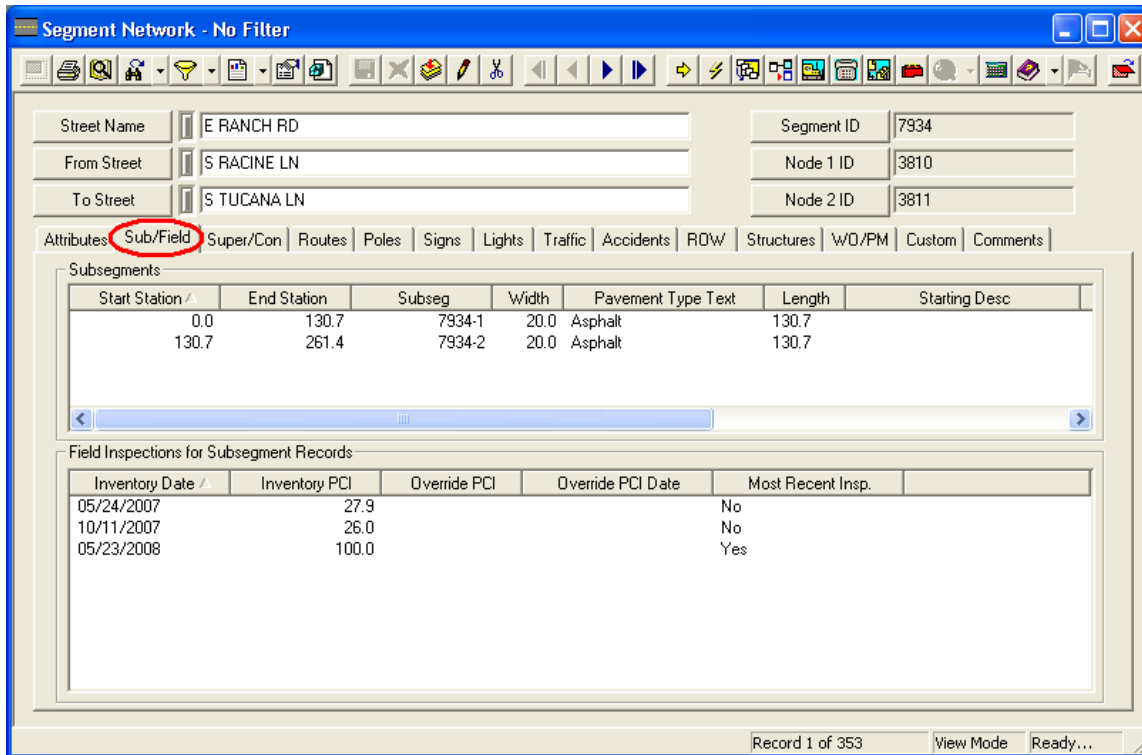 Segment Network - No Filter
Street Name E RANCH RD Segment ID 7934
From Street S RACINE LN Node 1 ID 3810
To Street S TUCANA LN Node 2 ID 3811
Attributes Sub/Field Super/Con Routes Poles Signs Lights Traffic Accidents ROW Structures WO/PM Custom Comments
Subsegments
Start Station End Station Subseg Width Pavement Type Text Length Starting Desc
0.0 130.7 7934-1 20.0 Asphalt 130.7
130.7 261.4 7934-2 20.0 Asphalt 130.7
Field Inspections for Subsegment Records
Inventory Date Inventory PCI Override PCI Override PCI Date Most Recent Insp.
05/24/2007 27.9 No
10/11/2007 26.0 No
05/23/2008 100.0 Yes
Record 1 of 353 View Mode Ready...